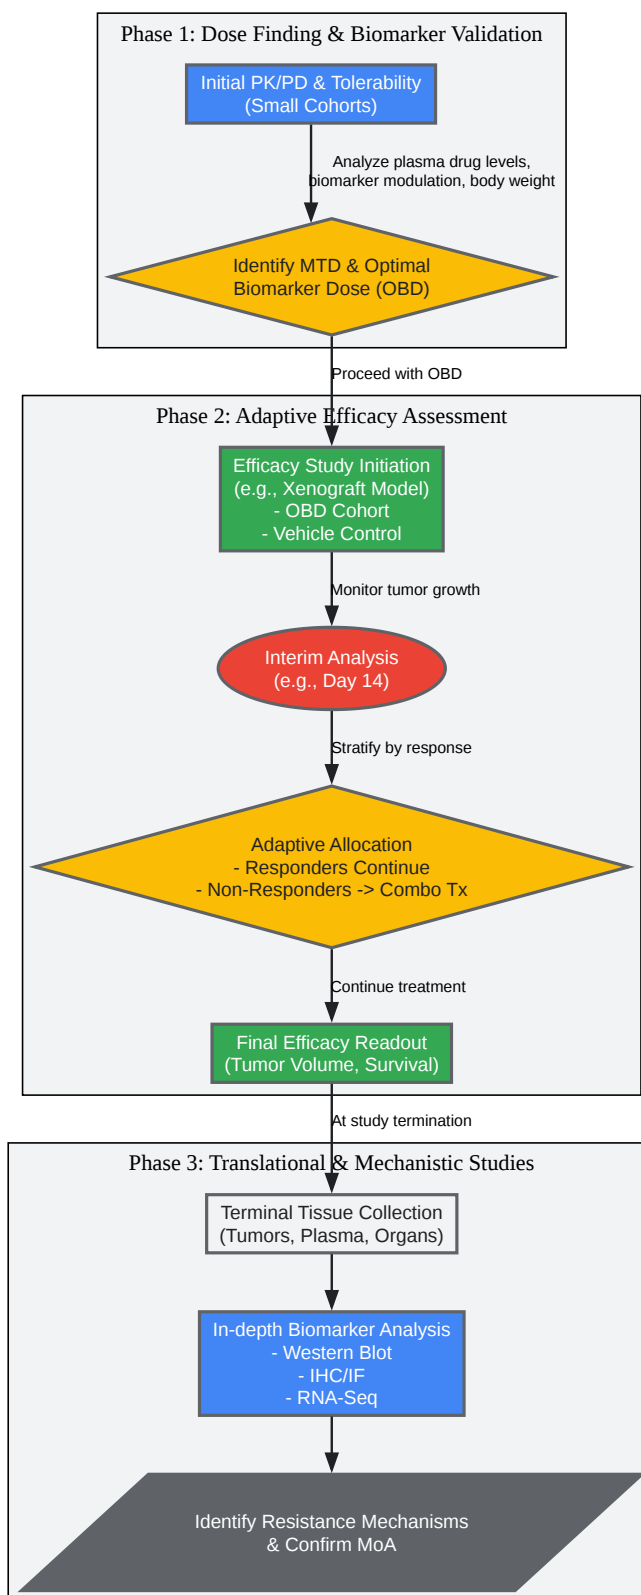 Phase 1: Dose Finding & Biomarker Validation
Initial PK/PD & Tolerability
(Small Cohorts)
Analyze plasma drug levels,
biomarker modulation, body weight
Identify MTD & Optimal
Biomarker Dose (OBD)
Proceed with OBD
Phase 2: Adaptive Efficacy Assessment
Efficacy Study Initiation
(e.g., Xenograft Model)
- OBD Cohort
- Vehicle Control
Monitor tumor growth
Interim Analysis
(e.g., Day 14)
Stratify by response
Adaptive Allocation
- Responders Continue
- Non-Responders -> Combo Tx
Continue treatment
Final Efficacy Readout
(Tumor Volume, Survival)
At study termination
Phase 3: Translational & Mechanistic Studies
Terminal Tissue Collection
(Tumors, Plasma, Organs)
In-depth Biomarker Analysis
- Western Blot
- IHC/IF
- RNA-Seq
Identify Resistance Mechanisms
& Confirm MoA